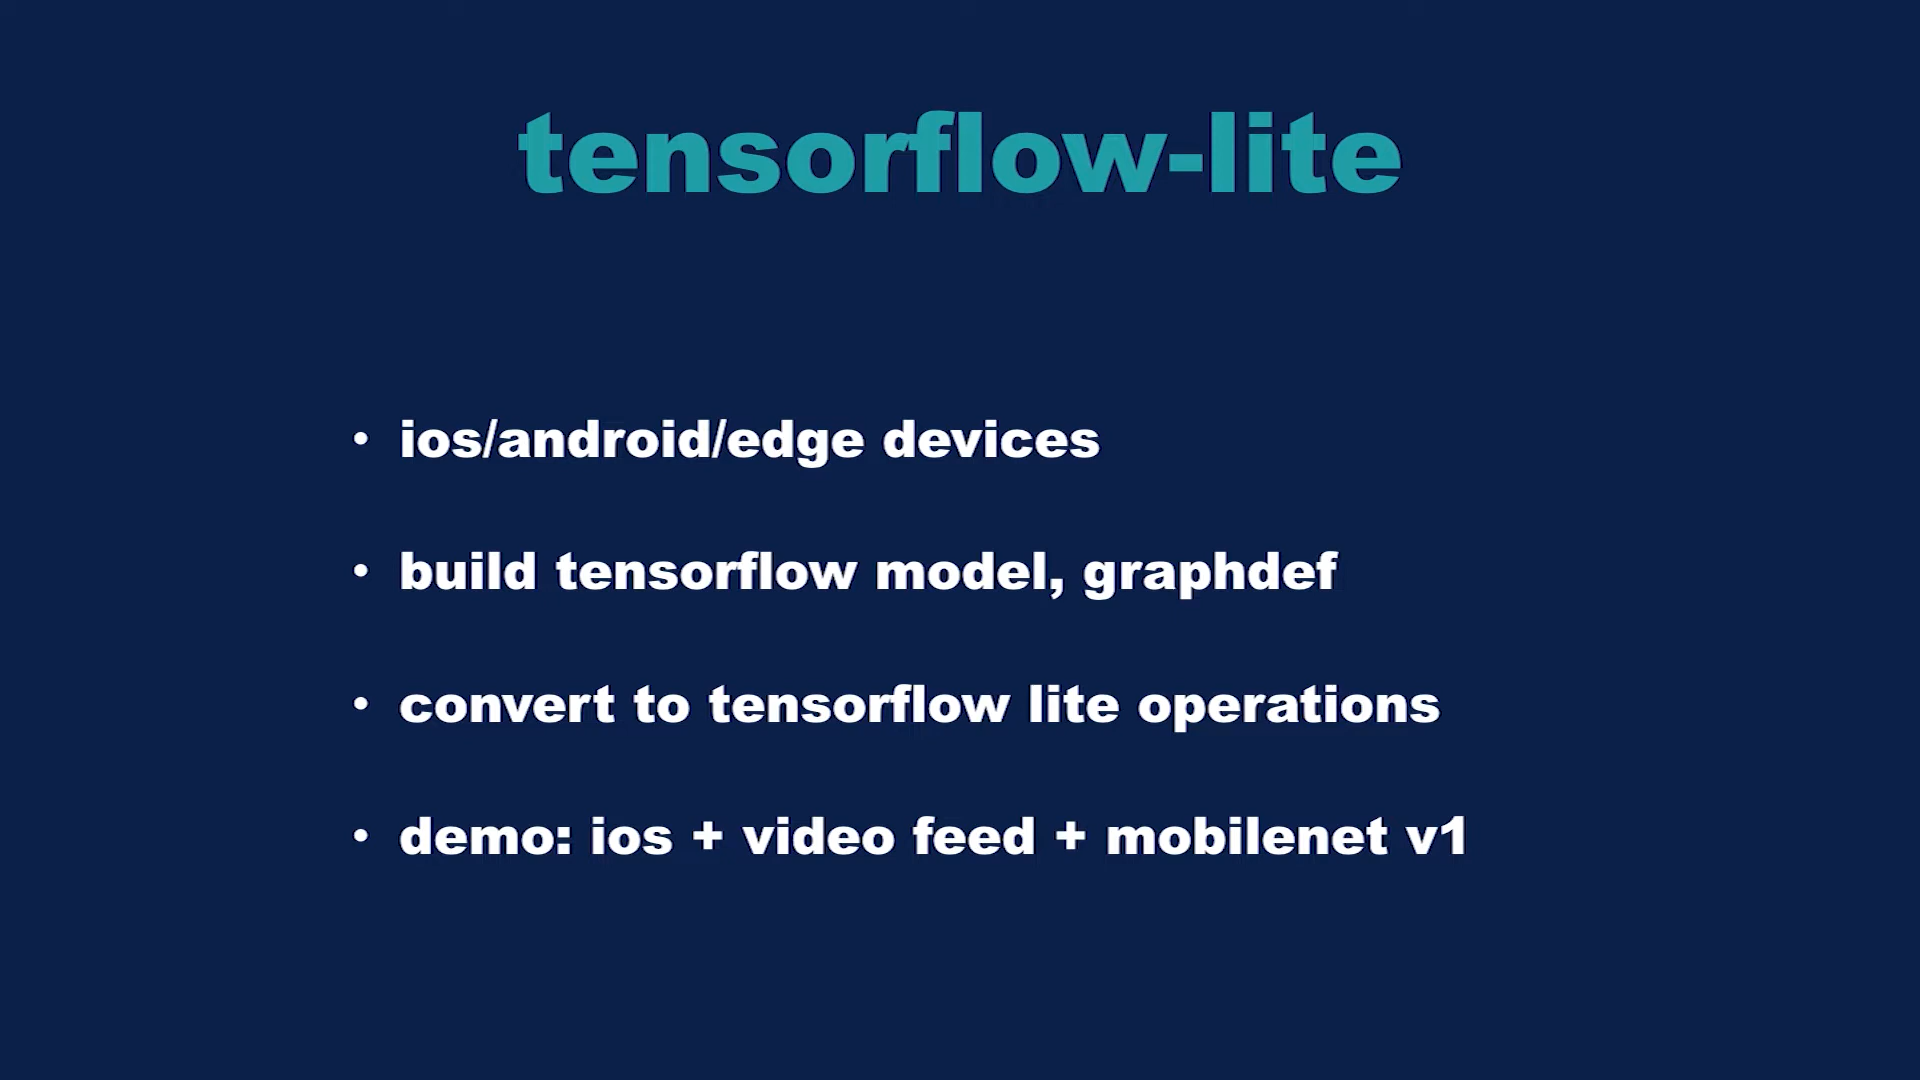 tensorflow-lite
• ios/android/edge devices
• build tensorflow model, graphdef
• convert to tensorflow lite operations
• demo: ios + video feed + mobilenet v1